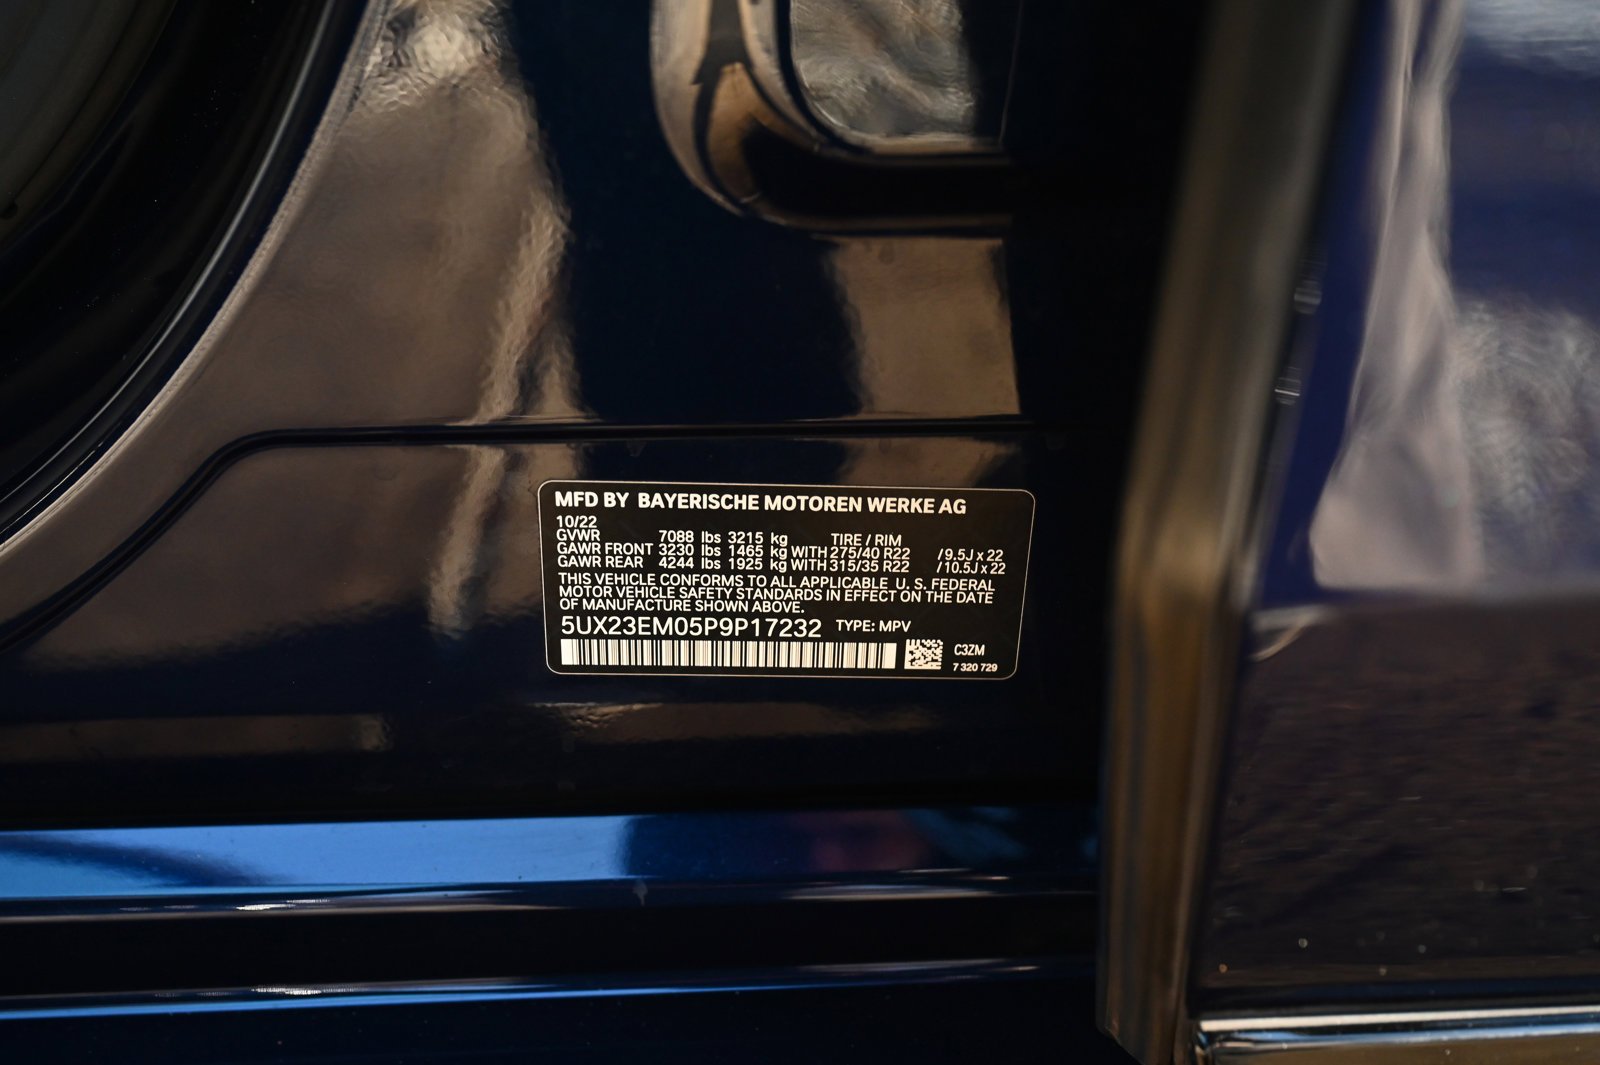 MFD BY BAYERISCHE MOTOREN WERKE AG
10/22
GVWR 7088 lbs 3215 kg TIRE / RIM
GAWR FRONT 3230 lbs 1465 kg WITH 275/40 R22 / 9.5J x 22
GAWR REAR 4244 lbs 1925 kg WITH 315/35 R22 / 10.5J x 22
THIS VEHICLE CONFORMS TO ALL APPLICABLE U. S. FEDERAL
MOTOR VEHICLE SAFETY STANDARDS IN EFFECT ON THE DATE
OF MANUFACTURE SHOWN ABOVE.
5UX23EM05P9P17232 TYPE: MPV
C3ZM
7 320 729